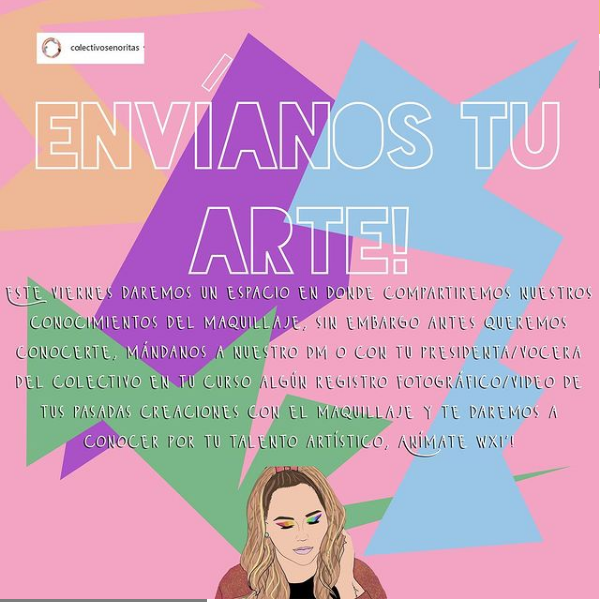 colectivosenoritas
ENVÍANOS TU
ARTE!
ESTE VIERNES DAREMOS UN ESPACIO EN DONDE COMPARTIREMOS NUESTROS
CONOCIMIENTOS DEL MAQUILLAJE, SIN EMBARGO ANTES QUEREMOS
CONOCERTE, MÁNDANOS A NUESTRO DM O CON TU PRESIDENTA/VOCERA
DEL COLECTIVO EN TU CURSO ALGÚN REGISTRO FOTOGRÁFICO/VIDEO DE
TUS PASADAS CREACIONES CON EL MAQUILLAJE Y TE DAREMOS A
CONOCER POR TU TALENTO ARTÍSTICO, ANÍMATE WXI'!